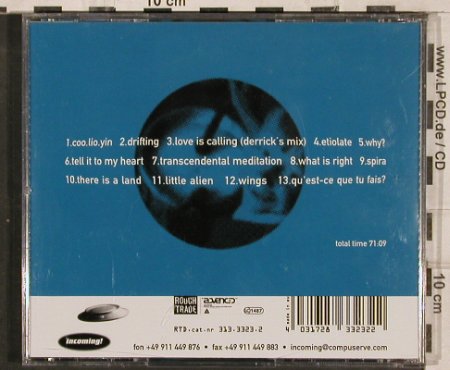 10 cm
1.coo.lio.yin 2.drifting 3.love is calling (derrick's mix) 4.etiolate 5.why?
6.tell it to my heart 7.transcendental meditation 8.what is right 9.spira
10.there is a land 11.little alien 12.wings 13.qu'est-ce que tu fais?
total time 71:09
ROUGH TRADE
RTD-cat-nr 313-3323-2
4 031728 332322
incoming!
fon +49 911 449 876 • fax +49 911 449 883 • incoming@compuserve.com
www.LPCD.de / CD
10 cm